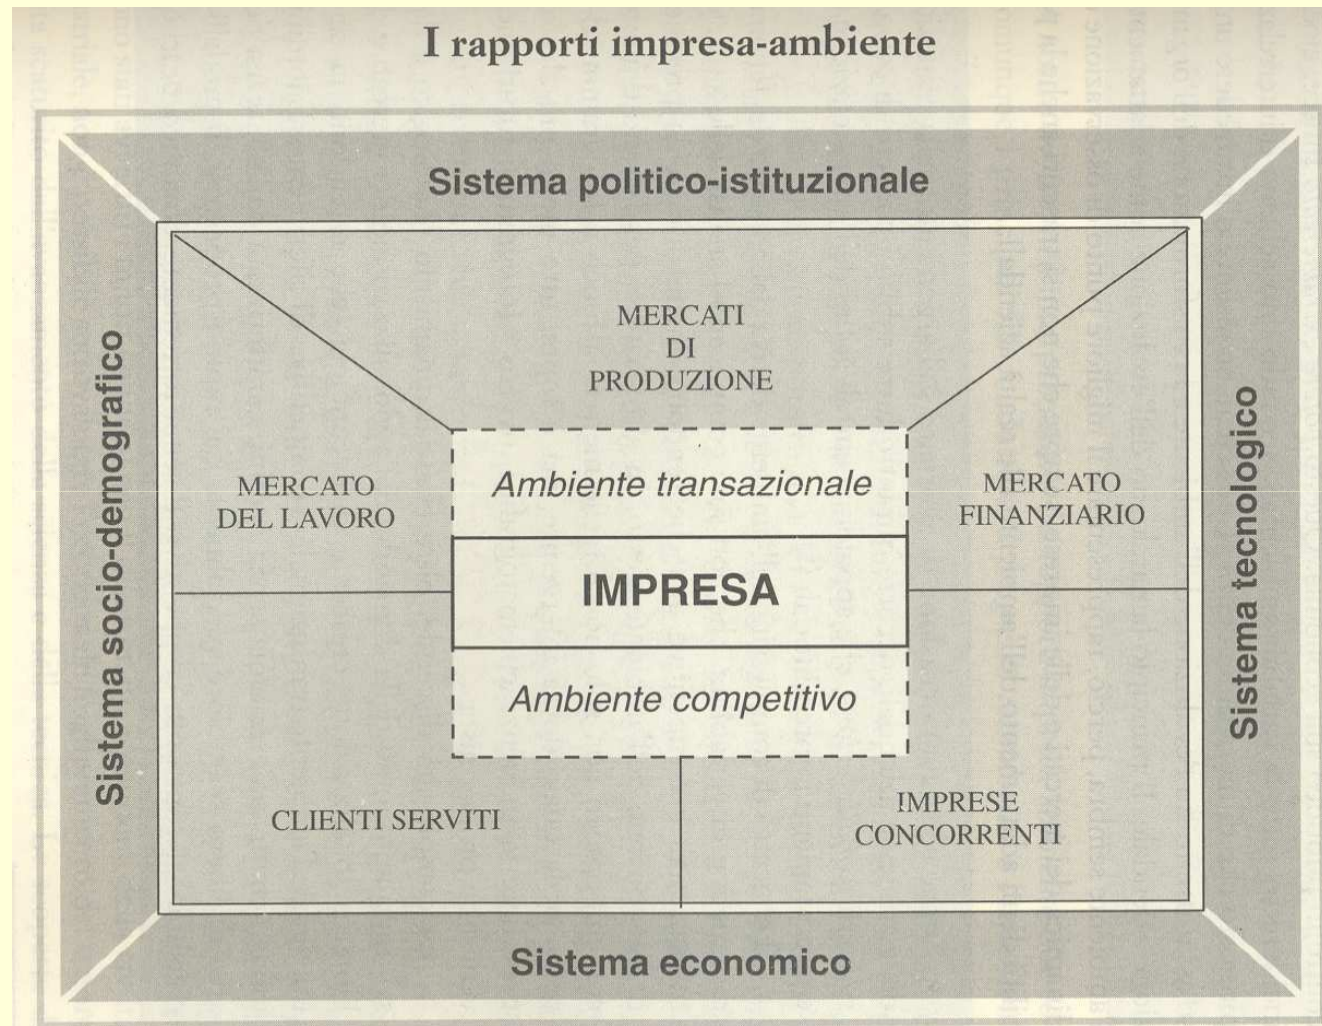 I rapporti impresa-ambiente
Sistema politico-istituzionale
Sistema socio-demografico
MERCATI
DI
PRODUZIONE
MERCATO
DEL LAVORO
Ambiente transazionale
MERCATO
FINANZIARIO
IMPRESA
Ambiente competitivo
CLIENTI SERVITI
IMPRESE
CONCORRENTI
Sistema tecnologico
Sistema economico